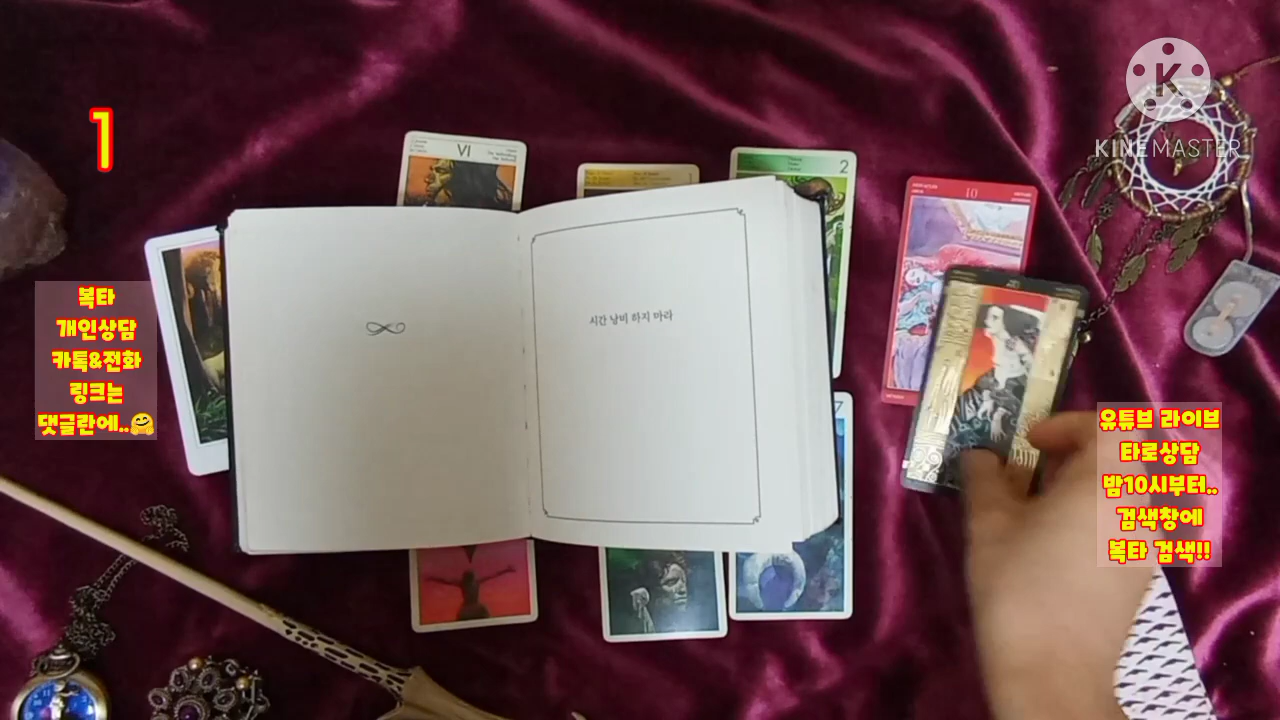 1
VI
2
10
K
KINEMASTER
복타
개인상담
카톡&전화
링크는
댓글란에..🤗
시간 낭비 하지 마라
7
유튜브 라이브
타로상담
밤10시부터..
검색창에
복타 검색!!